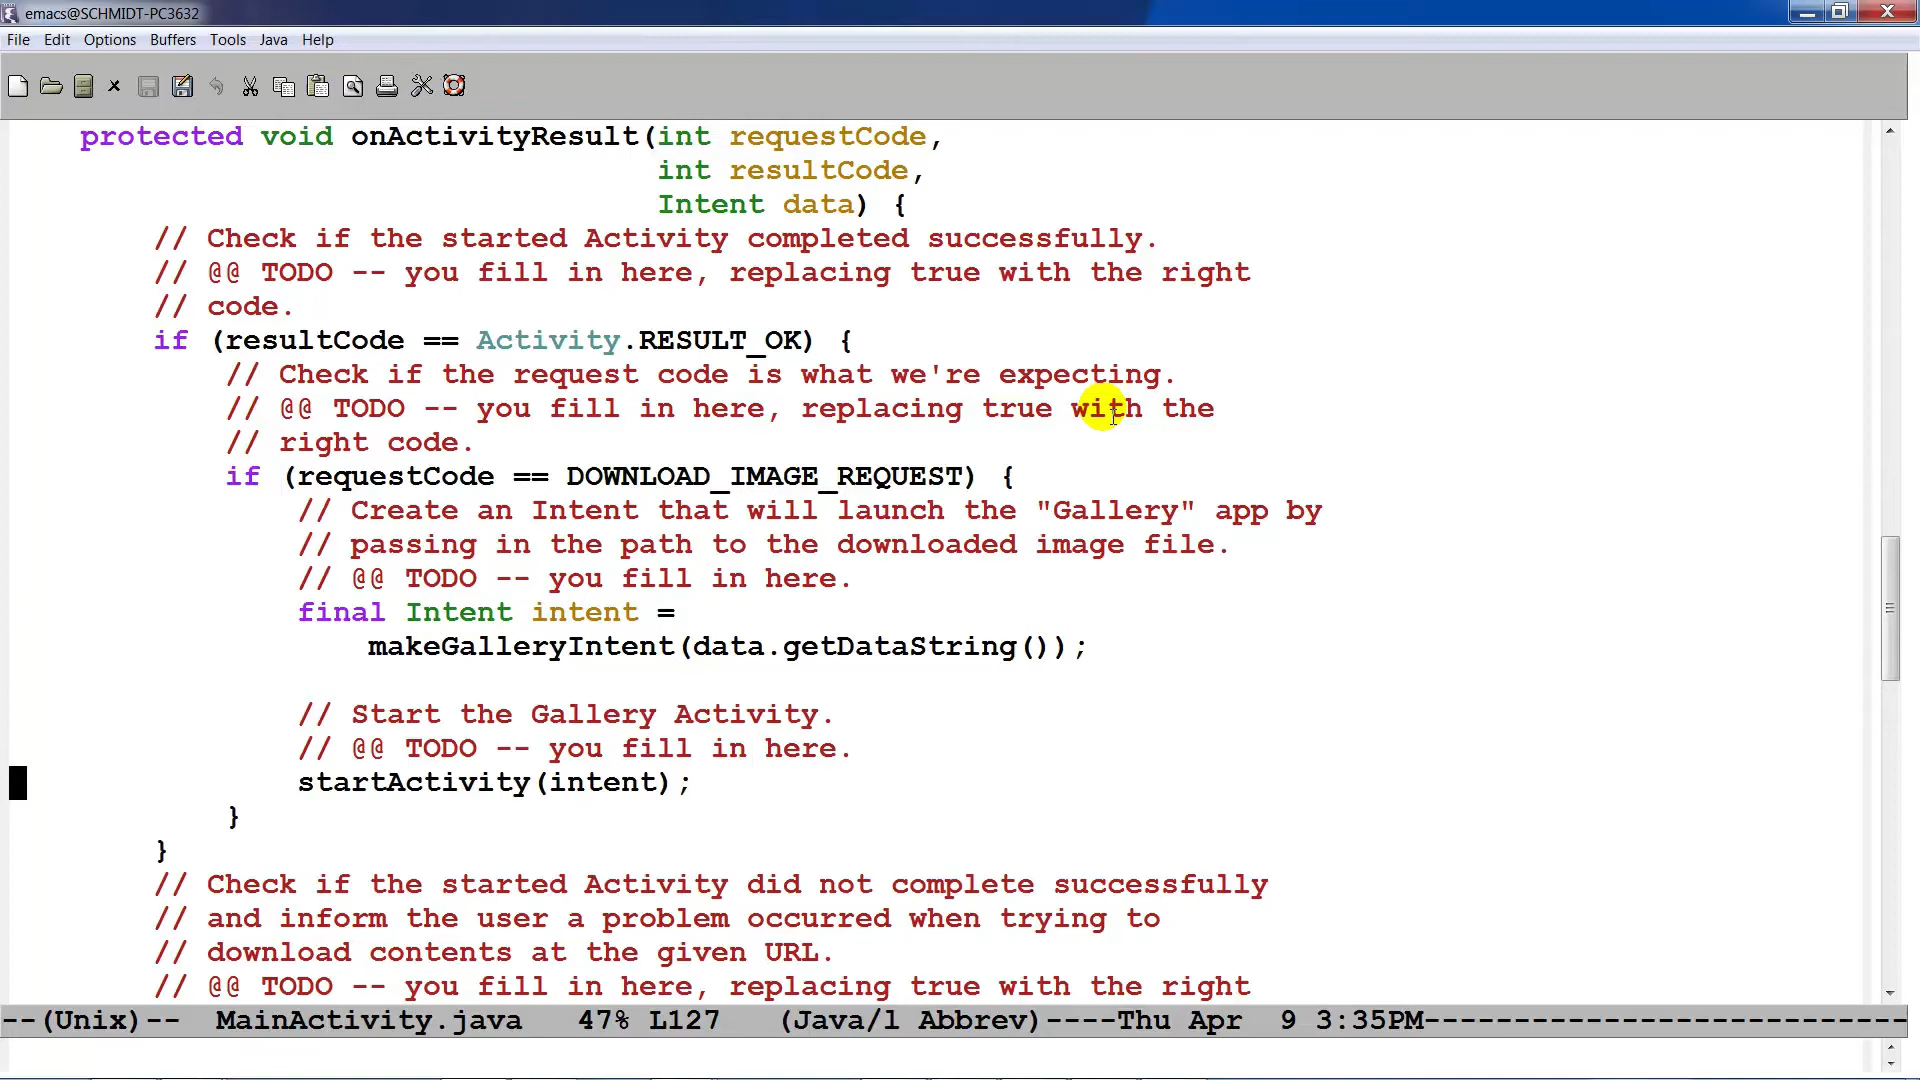 emacs@SCHMIDT-PC3632
File Edit Options Buffers Tools Java Help
protected void onActivityResult(int requestCode,
int resultCode,
Intent data) {
// Check if the started Activity completed successfully.
// @@ TODO -- you fill in here, replacing true with the right
// code.
if (resultCode == Activity.RESULT_OK) {
// Check if the request code is what we're expecting.
// @@ TODO -- you fill in here, replacing true with the
// right code.
if (requestCode == DOWNLOAD_IMAGE_REQUEST) {
// Create an Intent that will launch the "Gallery" app by
// passing in the path to the downloaded image file.
// @@ TODO -- you fill in here.
final Intent intent =
makeGalleryIntent(data.getDataString());
// Start the Gallery Activity.
// @@ TODO -- you fill in here.
startActivity(intent);
}
}
// Check if the started Activity did not complete successfully
// and inform the user a problem occurred when trying to
// download contents at the given URL.
// @@ TODO -- you fill in here, replacing true with the right
--(Unix)-- MainActivity.java 47% L127 (Java/l Abbrev)----Thu Apr 9 3:35PM---------------------------